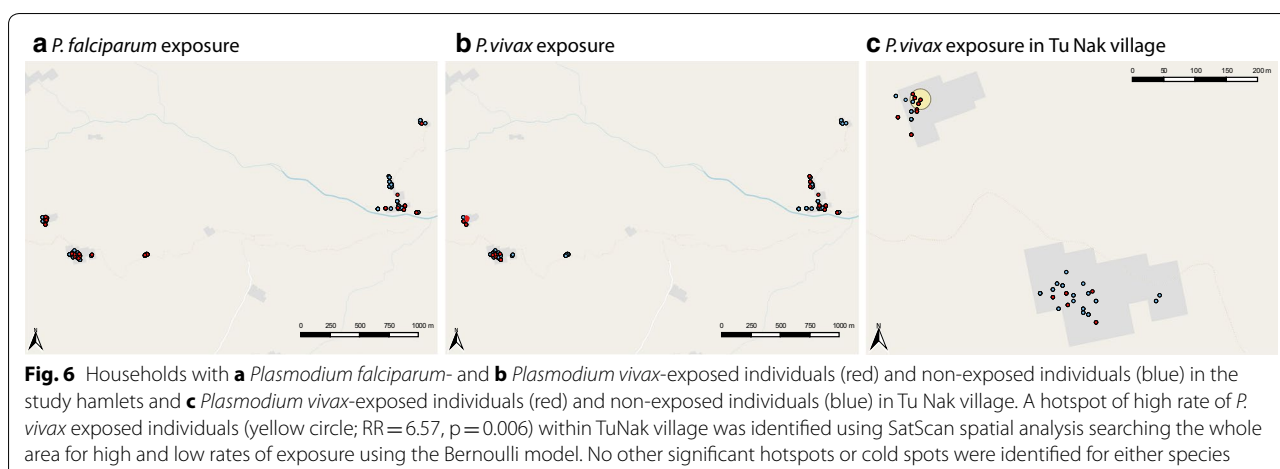 a P. falciparum exposure
b P.vivax exposure
c P.vivax exposure in Tu Nak village
0 50 100 150 200 m
N
0 250 500 750 1000 m
N
0 250 500 750 1000 m
N
Fig. 6 Households with a Plasmodium falciparum- and b Plasmodium vivax-exposed individuals (red) and non-exposed individuals (blue) in the
study hamlets and c Plasmodium vivax-exposed individuals (red) and non-exposed individuals (blue) in Tu Nak village. A hotspot of high rate of P.
vivax exposed individuals (yellow circle; RR = 6.57, p = 0.006) within TuNak village was identified using SatScan spatial analysis searching the whole
area for high and low rates of exposure using the Bernoulli model. No other significant hotspots or cold spots were identified for either species